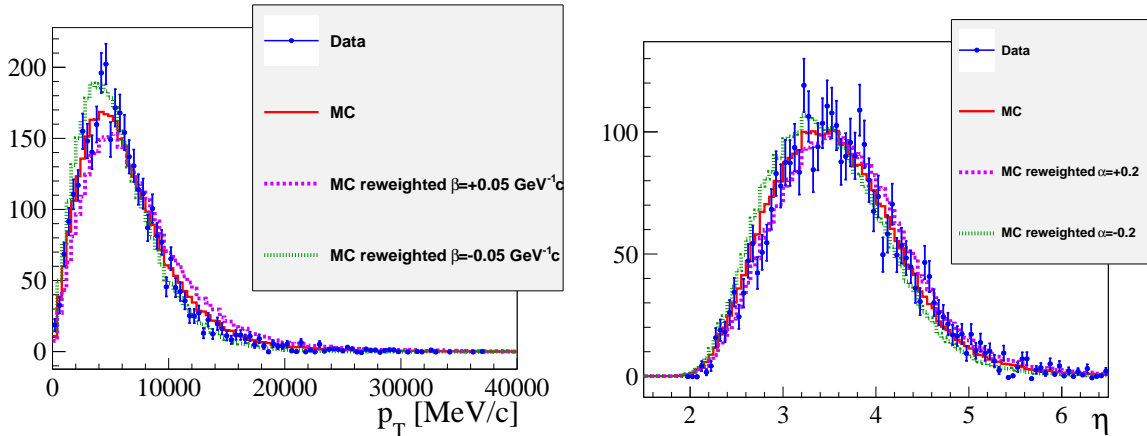 200
150
100
50
0
0
10000
20000
30000
40000
p_T [MeV/c]
Data
MC
MC reweighted β=+0.05 GeV⁻¹c
MC reweighted β=-0.05 GeV⁻¹c
100
50
0
2
3
4
5
6
η
Data
MC
MC reweighted α=+0.2
MC reweighted α=-0.2